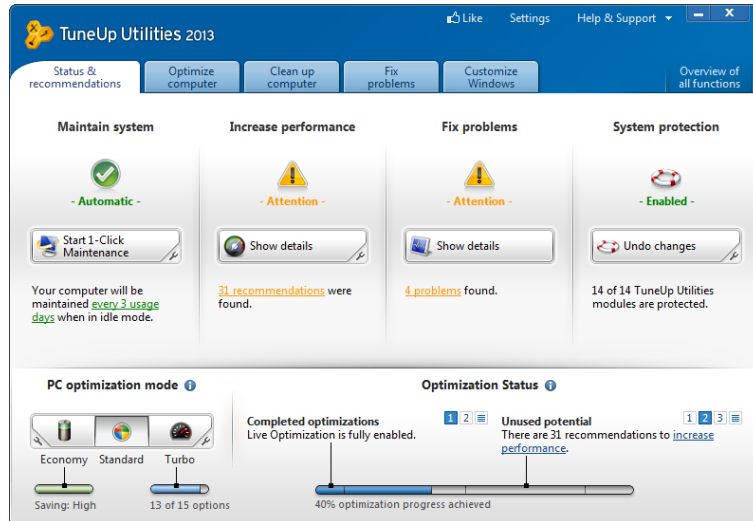 Like Settings Help & Support
TuneUp Utilities 2013
Status &
recommendations
Optimize
computer
Clean up
computer
Fix
problems
Customize
Windows
Overview of
all functions
Maintain system
- Automatic -
Start 1-Click
Maintenance
Your computer will be
maintained every 3 usage
days when in idle mode.
Increase performance
- Attention -
Show details
31 recommendations were
found.
Fix problems
- Attention -
Show details
4 problems found.
System protection
- Enabled -
Undo changes
14 of 14 TuneUp Utilities
modules are protected.
PC optimization mode
Economy Standard Turbo
Saving: High 13 of 15 options
Optimization Status
Completed optimizations 1 2
Live Optimization is fully enabled.
Unused potential 1 2 3
There are 31 recommendations to increase
performance.
40% optimization progress achieved